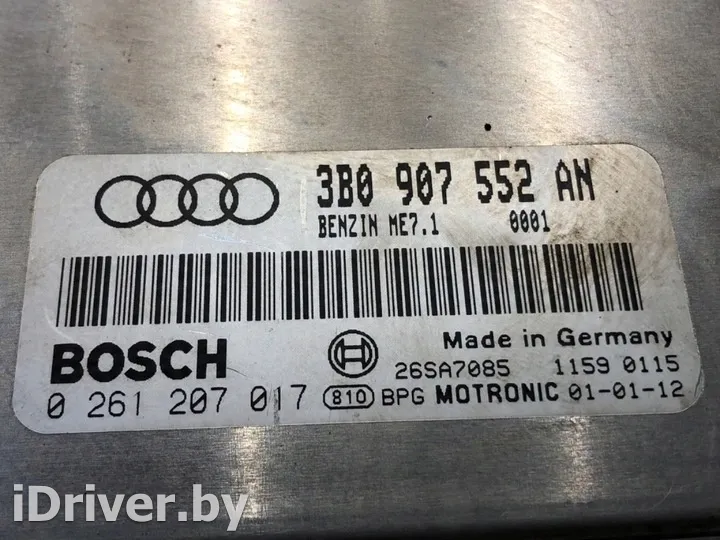 3B0 907 552 AN
BENZIN ME7.1 0001
BOSCH
Made in Germany
26SA7085 1159 0115
0 261 207 017 810 BPG MOTRONIC 01-01-12
iDriver.by